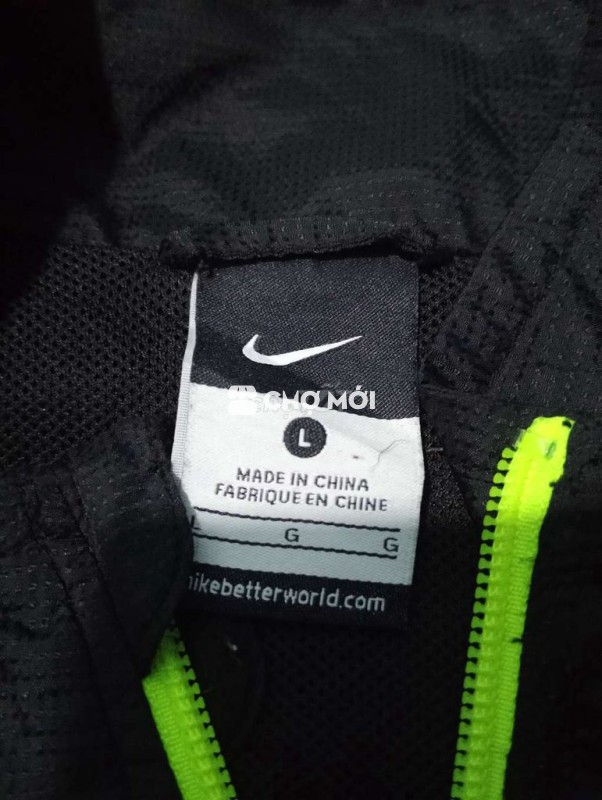 CHỢ MỚI
L
MADE IN CHINA
FABRIQUE EN CHINE
L G G
nikebetterworld.com